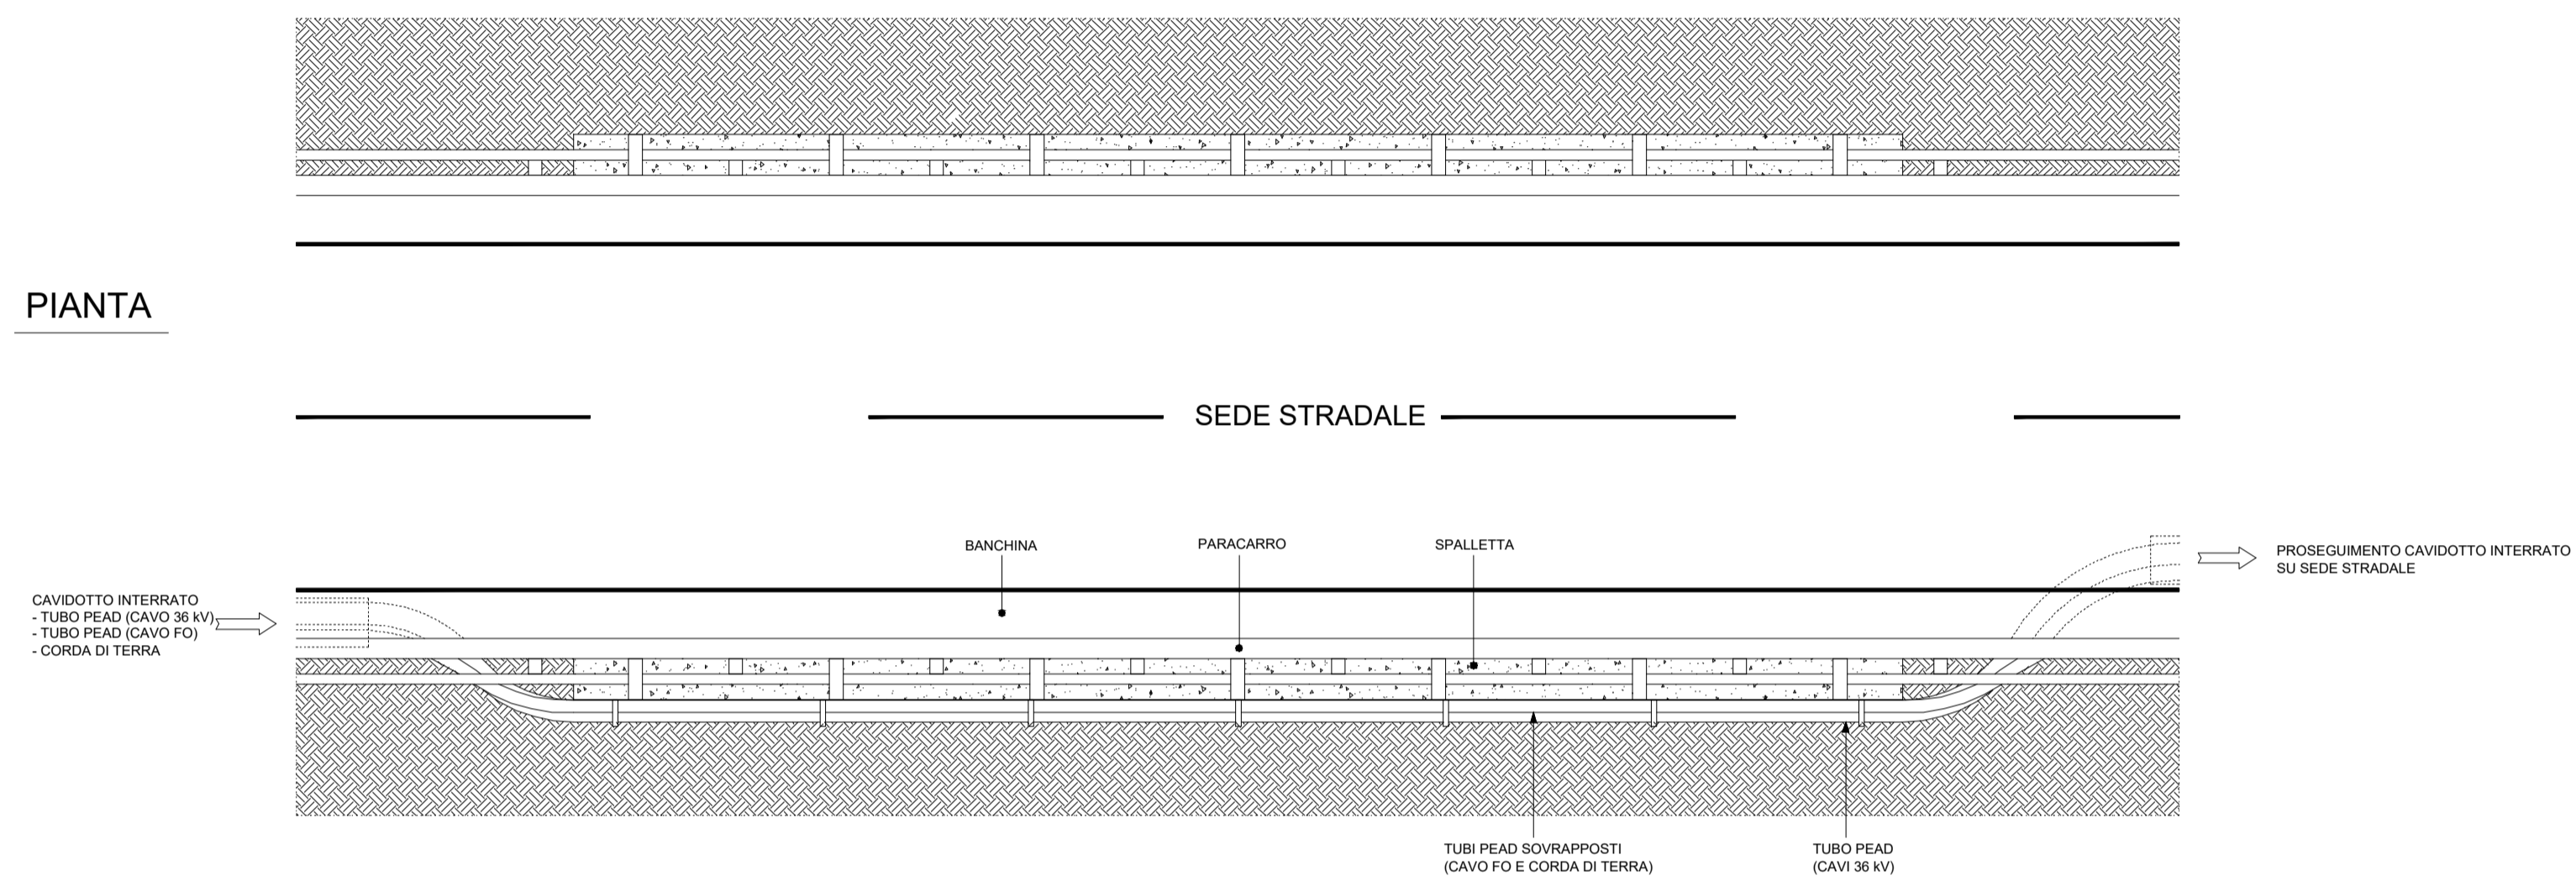 PIANTA
SEDE STRADALE
BANCHINA
PARACARRO
SPALLETTA
PROSEGUIMENTO CAVIDOTTO INTERRATO
SU SEDE STRADALE
CAVIDOTTO INTERRATO
- TUBO PEAD (CAVO 36 kV)
- TUBO PEAD (CAVO FO)
- CORDA DI TERRA
TUBI PEAD SOVRAPPOSTI
(CAVO FO E CORDA DI TERRA)
TUBO PEAD
(CAVI 36 kV)